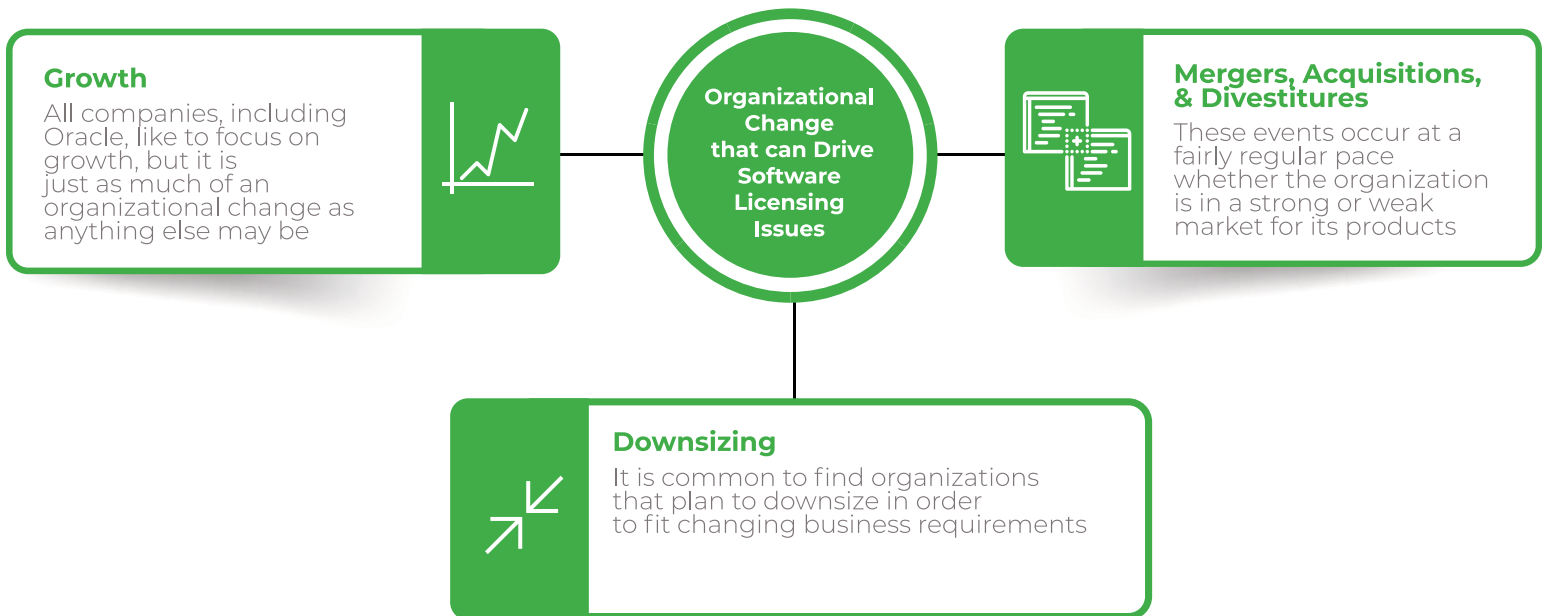 Growth
All companies, including
Oracle, like to focus on
growth, but it is
just as much of an
organizational change as
anything else may be
Organizational
Change
that can Drive
Software
Licensing
Issues
Mergers, Acquisitions,
& Divestitures
These events occur at a
fairly regular pace
whether the organization
is in a strong or weak
market for its products
Downsizing
It is common to find organizations
that plan to downsize in order
to fit changing business requirements